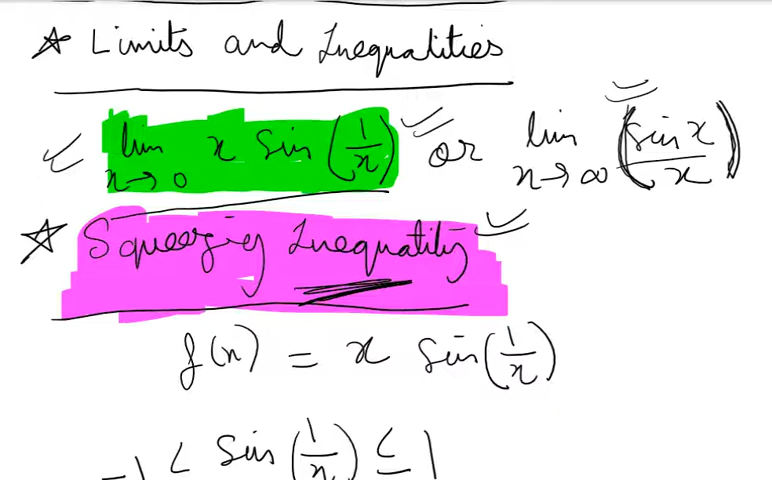 ☆ Limits and Inequalities
lim x→0 x sin (1/x) or lim x→∞ (sin x / x)
☆ Squeezing Inequality
f(x) = x sin (1/x)
-1 ≤ sin (1/x) ≤ 1